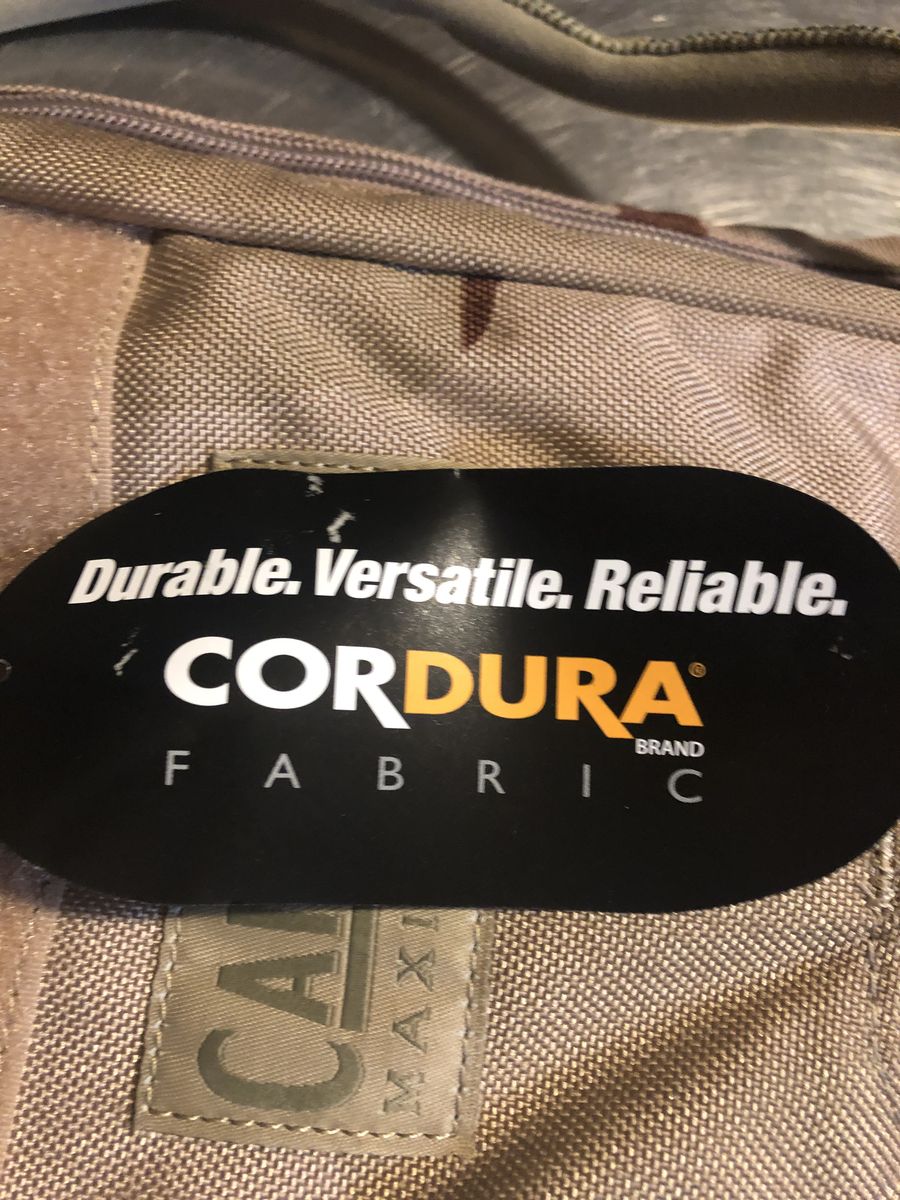 Durable. Versatile. Reliable.
CORDURA®
BRAND
FABRIC